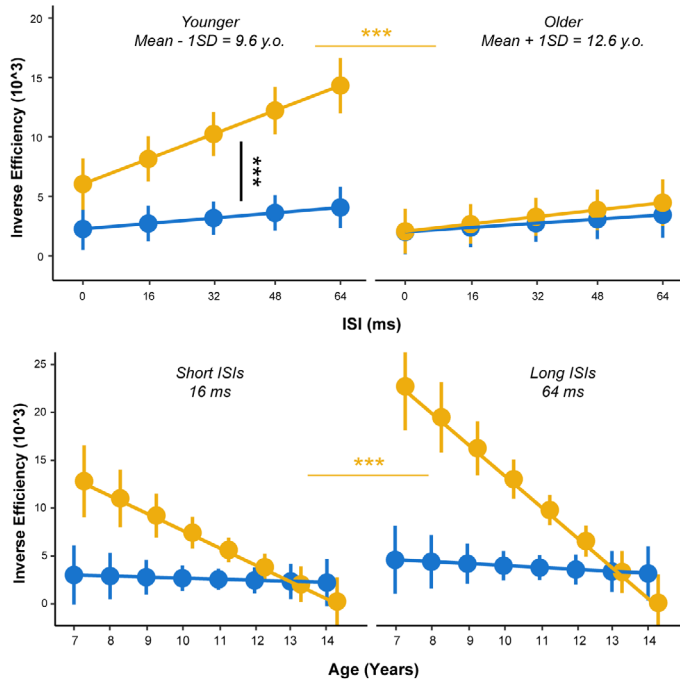 Younger
Mean - 1SD = 9.6 y.o.
***
Older
Mean + 1SD = 12.6 y.o.
Inverse Efficiency (10^3)
20
15
10
5
0
***
0 16 32 48 64
0 16 32 48 64
ISI (ms)
Short ISIs
16 ms
***
Long ISIs
64 ms
Inverse Efficiency (10^3)
25
20
15
10
5
0
7 8 9 10 11 12 13 14
7 8 9 10 11 12 13 14
Age (Years)